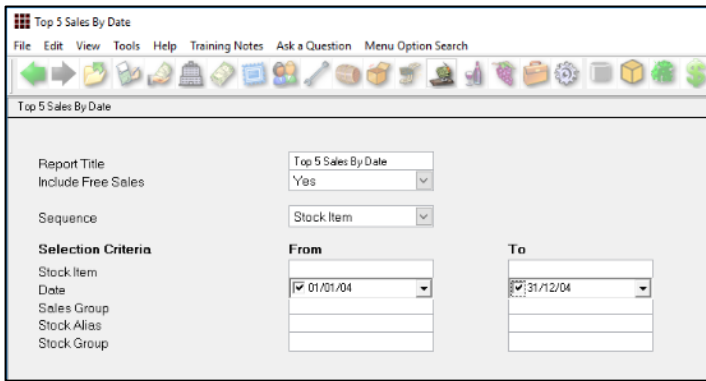 Top 5 Sales By Date
File Edit View Tools Help Training Notes Ask a Question Menu Option Search
Top 5 Sales By Date
Report Title Top 5 Sales By Date
Include Free Sales Yes
Sequence Stock Item
Selection Criteria From To
Stock Item
Date 01/01/04 31/12/04
Sales Group
Stock Alias
Stock Group